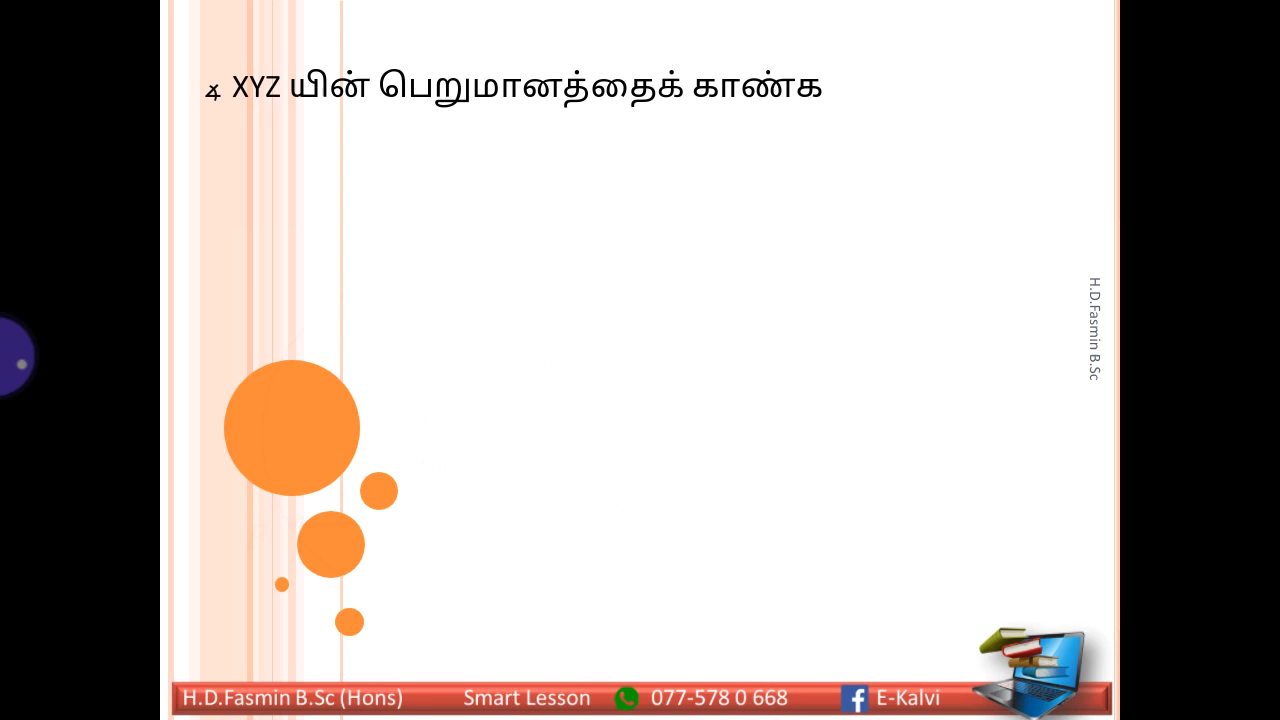 XYZ யின் பெறுமானத்தைக் காண்க
H.D.Fasmin B.Sc
H.D.Fasmin B.Sc (Hons) Smart Lesson 077-578 0 668 E-Kalvi